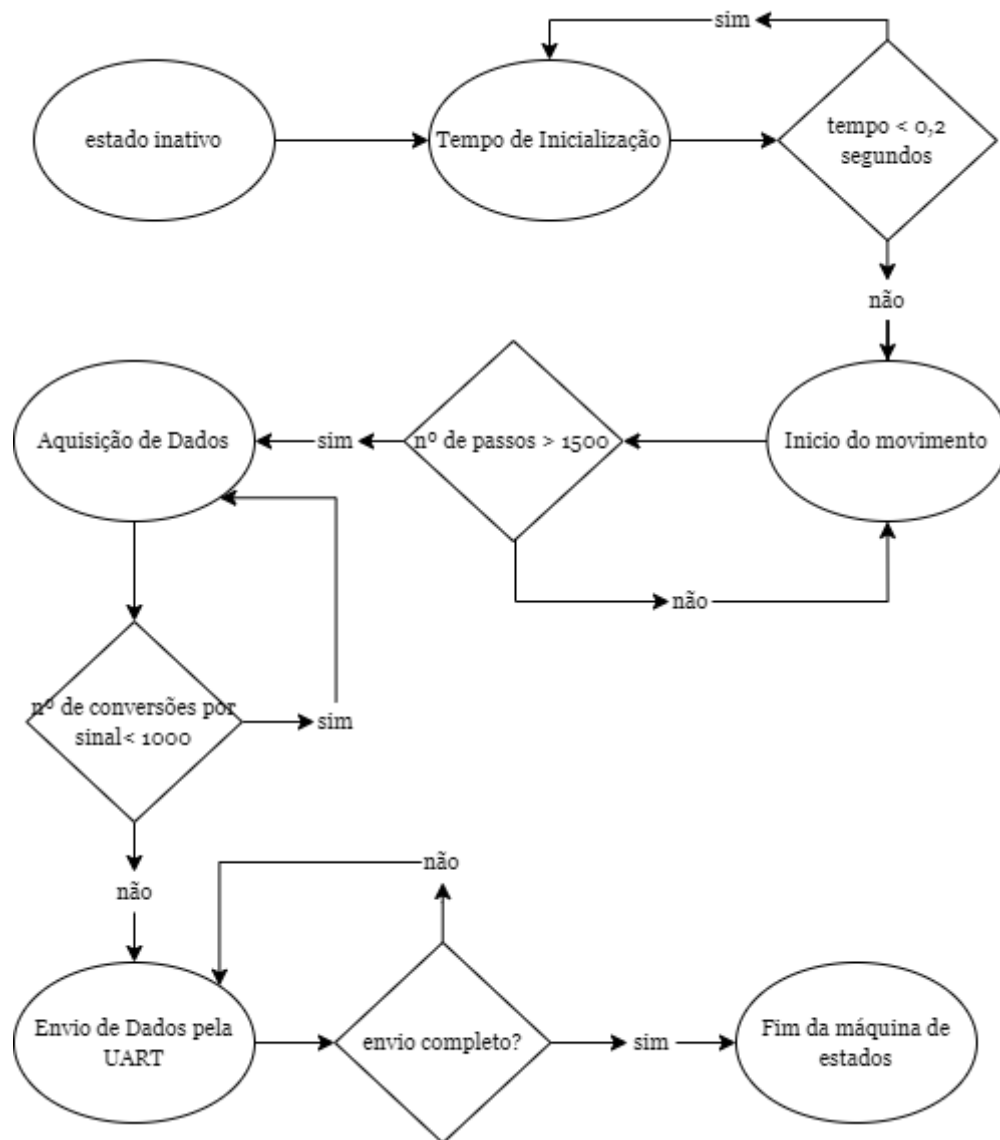 sim
estado inativo
Tempo de Inicialização
tempo < 0,2
segundos
não
Inicio do movimento
nº de passos > 1500
sim
Aquisição de Dados
não
nº de conversões por
sinal< 1000
sim
não
não
Envio de Dados pela
UART
envio completo?
sim
Fim da máquina de
estados